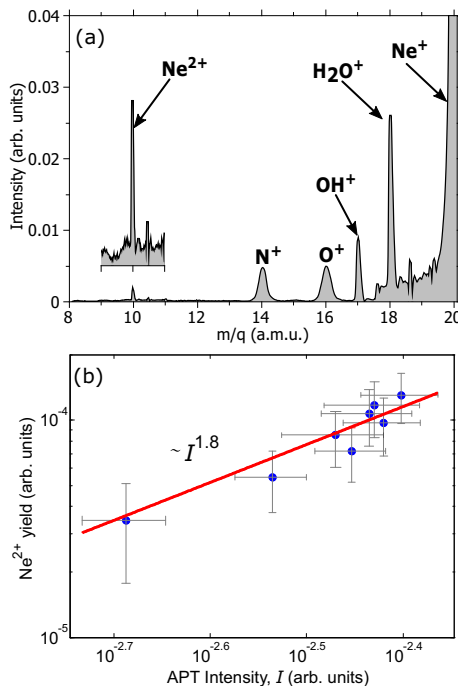 (a)
Ne²⁺
H₂O⁺
Ne⁺
OH⁺
N⁺
O⁺
0.04
0.03
0.02
0.01
0
Intensity (arb. units)
8 10 12 14 16 18 20
m/q (a.m.u.)
(b)
~I¹·⁸
10⁻⁴
10⁻⁵
Ne²⁺ yield (arb. units)
10⁻²·⁷ 10⁻²·⁶ 10⁻²·⁵ 10⁻²·⁴
APT Intensity, I (arb. units)